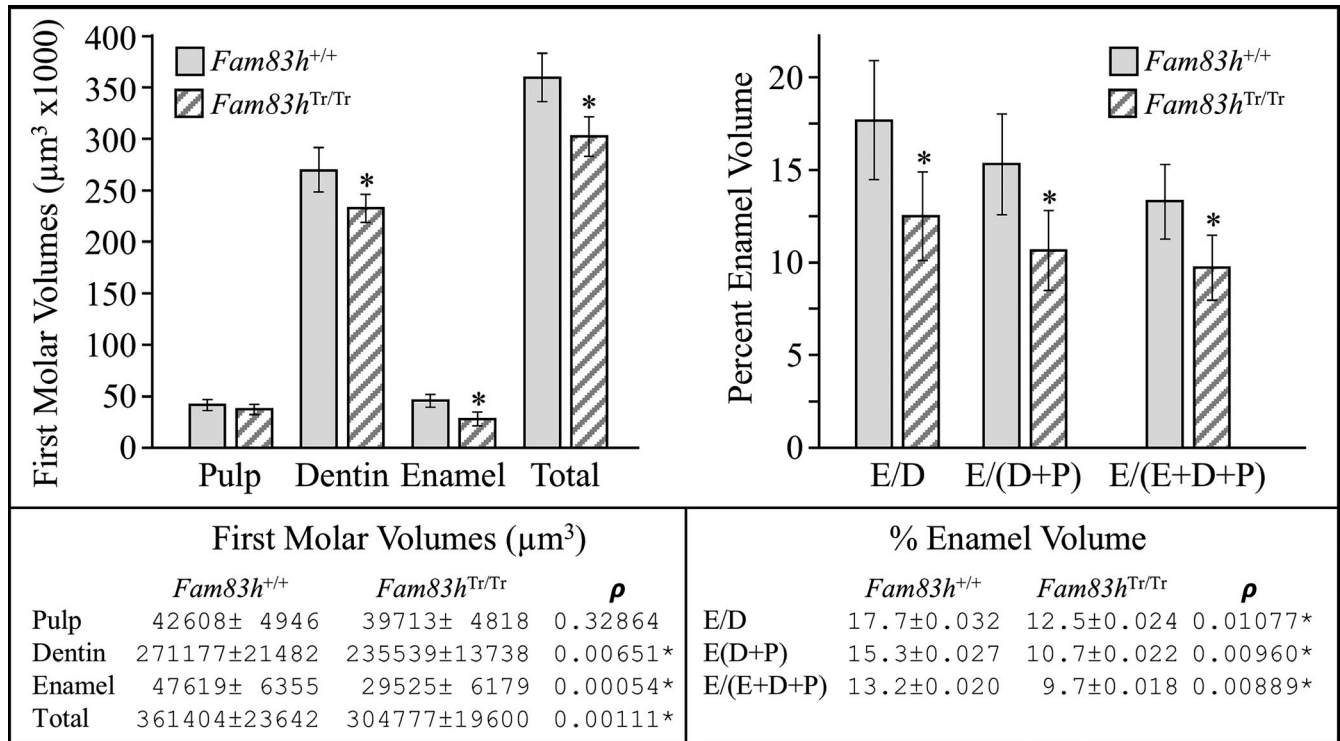 First Molar Volumes (µm³ x1000)
400
350
300
250
200
150
100
50
0
Fam83h+/+
Fam83hTr/Tr
*
*
*
Pulp Dentin Enamel Total
Percent Enamel Volume
20
15
10
5
0
Fam83h+/+
Fam83hTr/Tr
*
*
*
E/D E/(D+P) E/(E+D+P)
First Molar Volumes (µm³)
Fam83h+/+ Fam83hTr/Tr ρ
Pulp 42608± 4946 39713± 4818 0.32864
Dentin 271177±21482 235539±13738 0.00651*
Enamel 47619± 6355 29525± 6179 0.00054*
Total 361404±23642 304777±19600 0.00111*
% Enamel Volume
Fam83h+/+ Fam83hTr/Tr ρ
E/D 17.7±0.032 12.5±0.024 0.01077*
E(D+P) 15.3±0.027 10.7±0.022 0.00960*
E/(E+D+P) 13.2±0.020 9.7±0.018 0.00889*